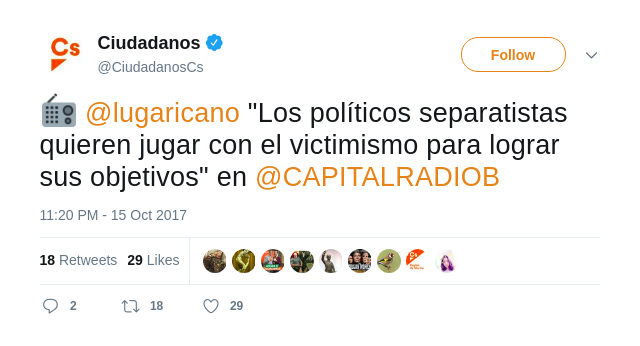 Cs
Ciudadanos
@CiudadanosCs
Follow
@lugaricano "Los políticos separatistas
quieren jugar con el victimismo para lograr
sus objetivos" en @CAPITALRADIOB
11:20 PM - 15 Oct 2017
18 Retweets 29 Likes
2 18 29